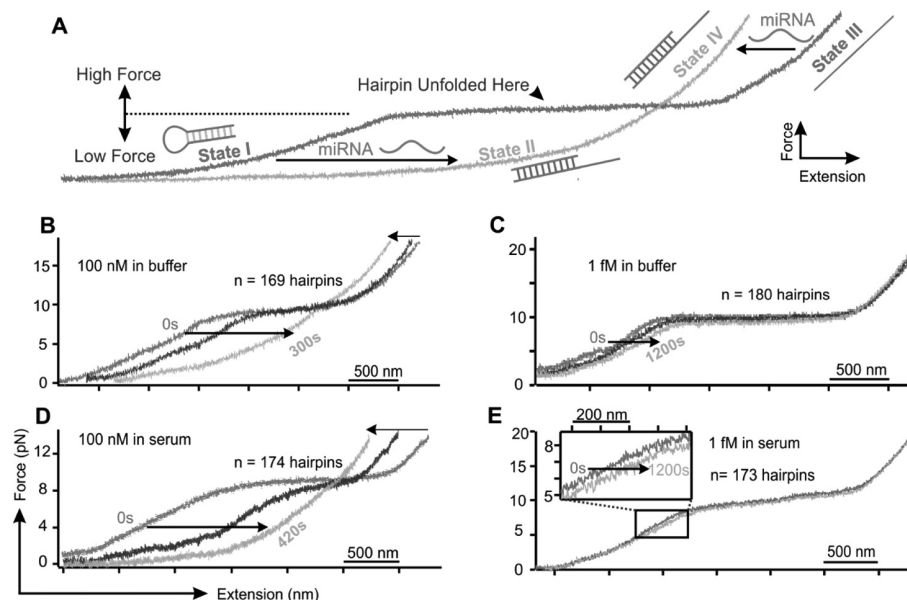 A
High Force
Low Force
State I
miRNA
Hairpin Unfolded Here
State II
State IV
miRNA
State III
Force
Extension
B
100 nM in buffer
n = 169 hairpins
0s
300s
500 nm
15
10
5
0
C
1 fM in buffer
n = 180 hairpins
0s
1200s
500 nm
20
10
0
D
100 nM in serum
n = 174 hairpins
0s
420s
500 nm
12
8
4
0
Force (pN)
Extension (nm)
E
200 nm
8
5
0s
1200s
1 fM in serum
n= 173 hairpins
500 nm
20
15
10
5
0